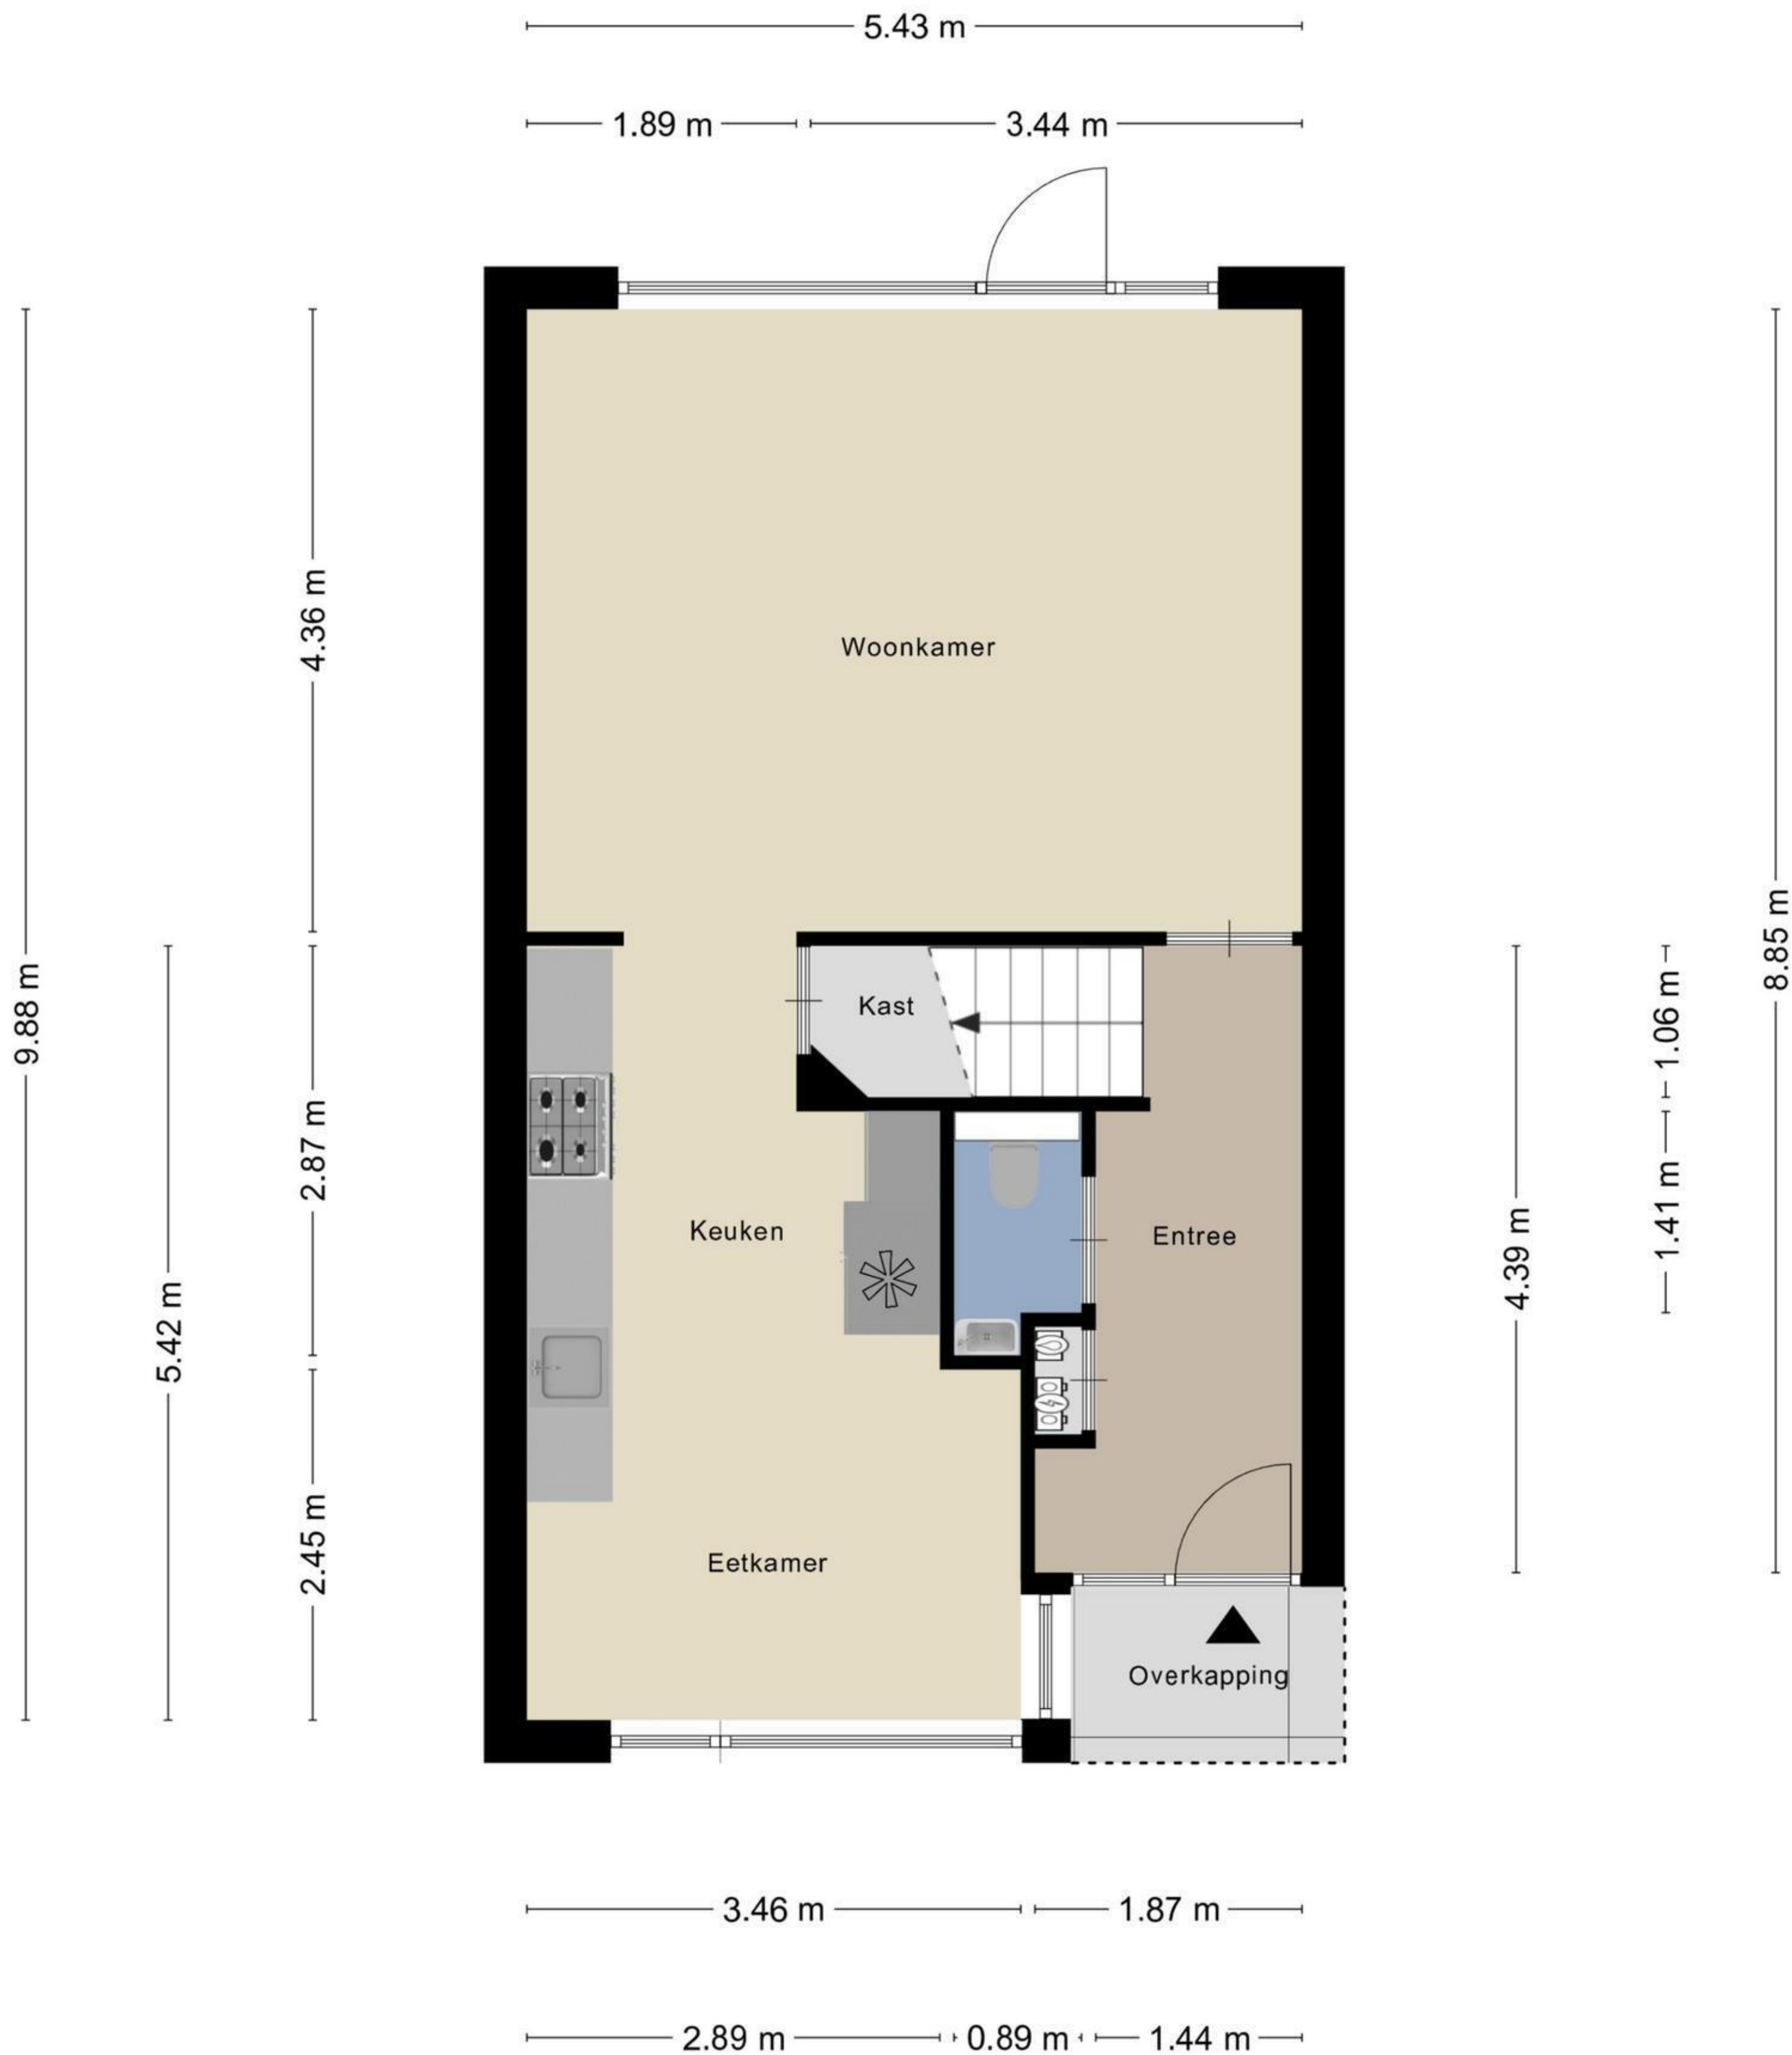 5.43 m
1.89 m
3.44 m
4.36 m
Woonkamer
9.88 m
8.85 m
Kast
1.06 m
2.87 m
1.41 m
Keuken
Entree
4.39 m
5.42 m
2.45 m
Eetkamer
Overkapping
3.46 m
1.87 m
2.89 m
0.89 m
1.44 m